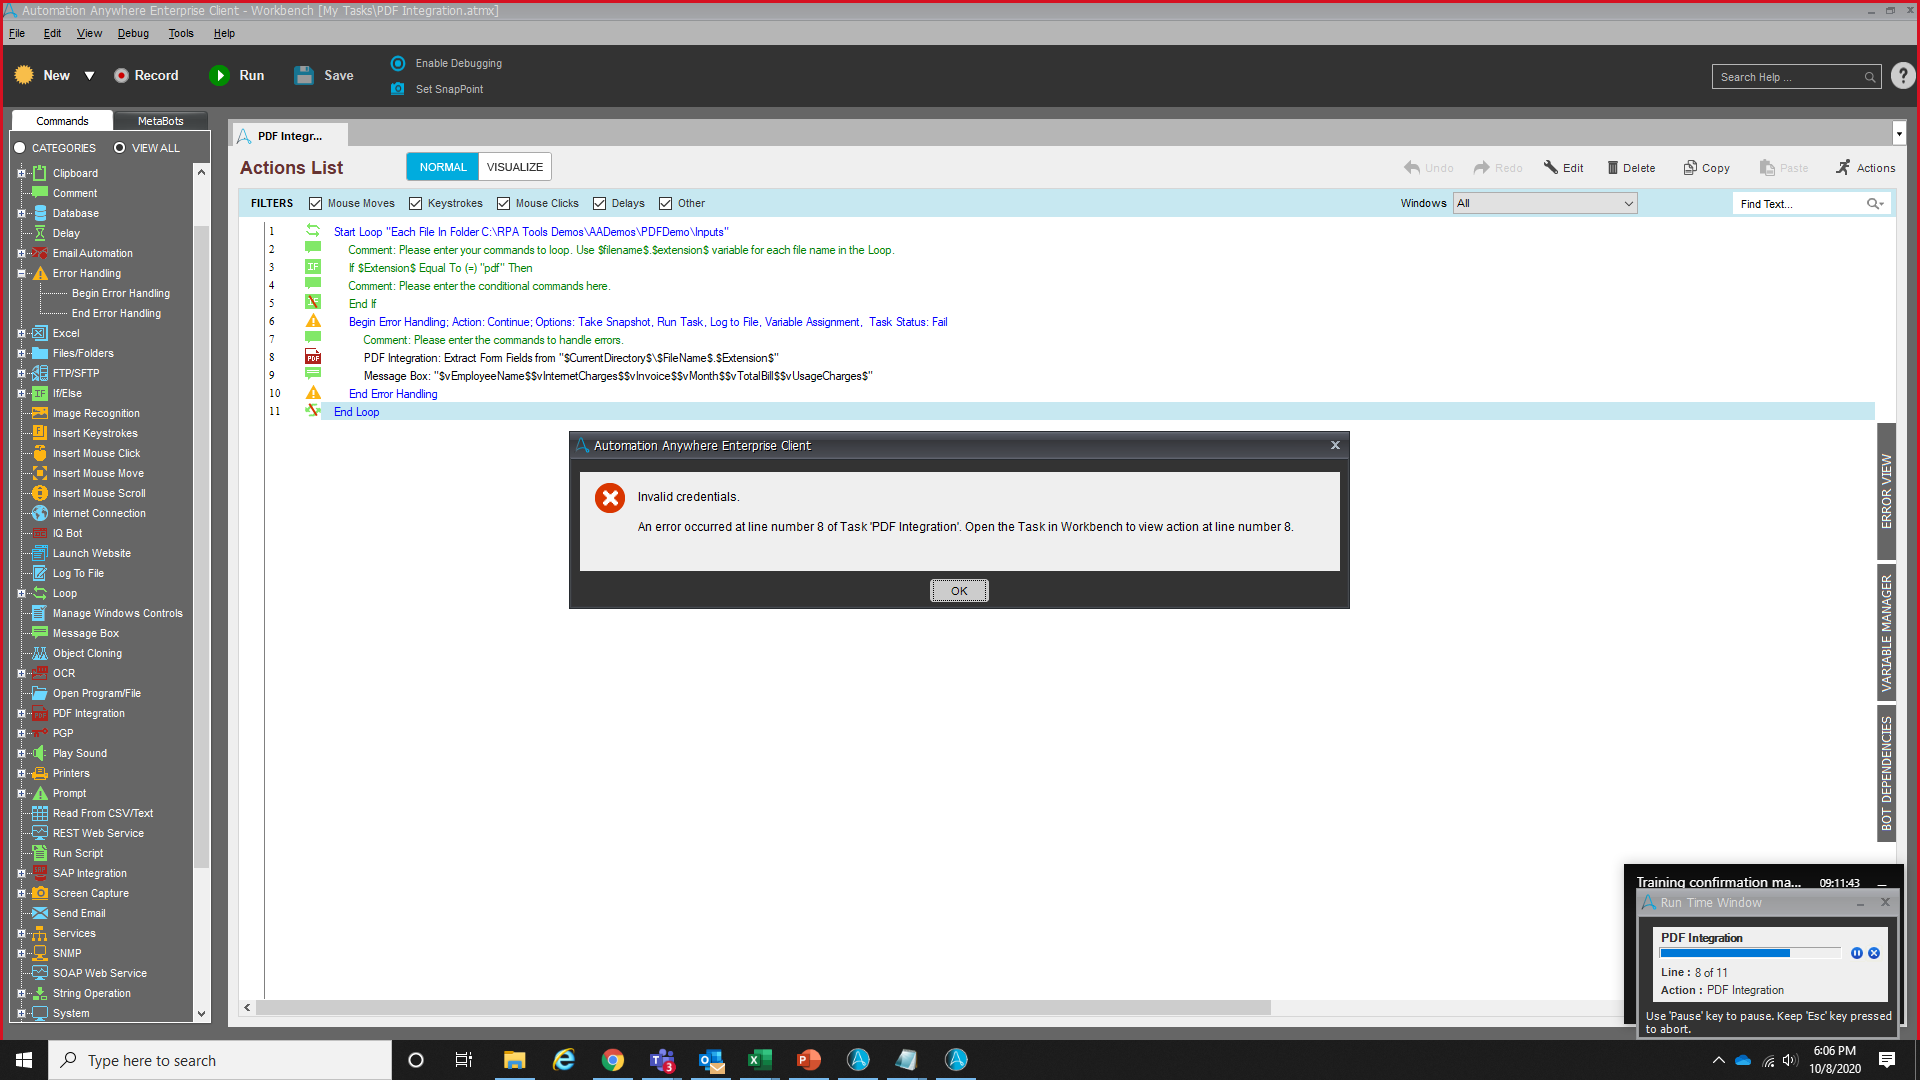 Automation Anywhere Enterprise Client - Workbench [My Tasks\PDF Integration.atmx]
File Edit View Debug Tools Help
New Record Run Save
Enable Debugging
Set SnapPoint
Search Help ...
?
Commands MetaBots
CATEGORIES VIEW ALL
Clipboard
Comment
Database
Delay
Email Automation
Error Handling
Begin Error Handling
End Error Handling
Excel
Files/Folders
FTP/SFTP
If/Else
Image Recognition
Insert Keystrokes
Insert Mouse Click
Insert Mouse Move
Insert Mouse Scroll
Internet Connection
IQ Bot
Launch Website
Log To File
Loop
Manage Windows Controls
Message Box
Object Cloning
OCR
Open Program/File
PDF Integration
PGP
Play Sound
Printers
Prompt
Read From CSV/Text
REST Web Service
Run Script
SAP Integration
Screen Capture
Send Email
Services
SNMP
SOAP Web Service
String Operation
System
PDF Integr...
Actions List NORMAL VISUALIZE
Undo Redo Edit Delete Copy Paste Actions
FILTERS Mouse Moves Keystrokes Mouse Clicks Delays Other
Windows All Find Text...
1 Start Loop "Each File In Folder C:\RPA Tools Demos\AADemos\PDFDemo\Inputs"
2 Comment: Please enter your commands to loop. Use $filename$.$extension$ variable for each file name in the Loop.
3 If $Extension$ Equal To (=) "pdf" Then
4 Comment: Please enter the conditional commands here.
5 End If
6 Begin Error Handling; Action: Continue; Options: Take Snapshot, Run Task, Log to File, Variable Assignment,  Task Status: Fail
7 Comment: Please enter the commands to handle errors.
8 PDF Integration: Extract Form Fields from "$CurrentDirectory$\$FileName$.$Extension$"
9 Message Box: "$vEmployeeName$$vInternetCharges$$vInvoice$$vMonth$$vTotalBill$$vUsageCharges$"
10 End Error Handling
11 End Loop
Automation Anywhere Enterprise Client
Invalid credentials.
An error occurred at line number 8 of Task 'PDF Integration'. Open the Task in Workbench to view action at line number 8.
OK
ERROR VIEW
VARIABLE MANAGER
BOT DEPENDENCIES
Training confirmation ma... 09:11:43
Run Time Window
PDF Integration
Line : 8 of 11
Action : PDF Integration
Use 'Pause' key to pause. Keep 'Esc' key pressed
to abort.
Type here to search
3
6:06 PM
10/8/2020